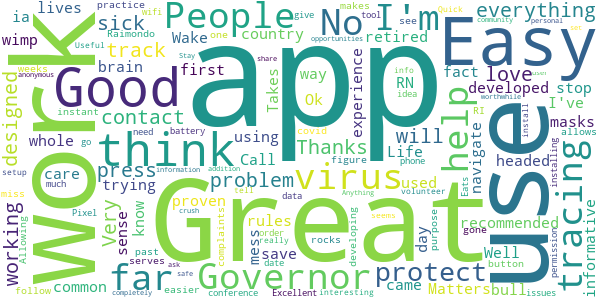 app
Great
Work
use
Easy
Good
think
People
virus
Governor
help
far
No
I'm
tracing
protect
press
problem
contact
track
working
designed
sick
lives
ia
wimp
brain
Wake
country
retired
everything
love
developed
stop
I've
masks
fact
RN
way
Ok
first
Takes
experience
Thanks
will
using
Call
Life
used
navigate
headed
recommended
informative
Matters
bull
Well
came
day
rules
save
mess
proven
know
sense
Very
trying
care
common
whole
miss
Raimondo
practice
wifi
give
makes
tool
see
Quick
community
personal
Useful
weeks
one
opportunities
Stay
share
info
idea
anonymous
instant
go
need
battery
covid
figure
phone
RI
install
user
worthwhile
allows
installing
permission
setup
much
Pixel
information
addition
tell
Anything
volunteer
Eats
seems
purpose
gone
button
issues
Allowing
follow
past
serves
ask
easier
completely
crush
safe
complaints
order
really
date
rocks
data
developing
conference
Excellent
interesting